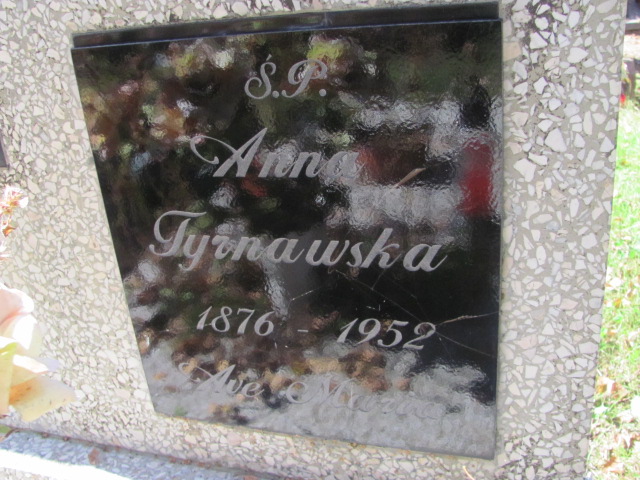 Ś.P.
Anna
Tyrnawska
1876 - 1952
Ave Maria